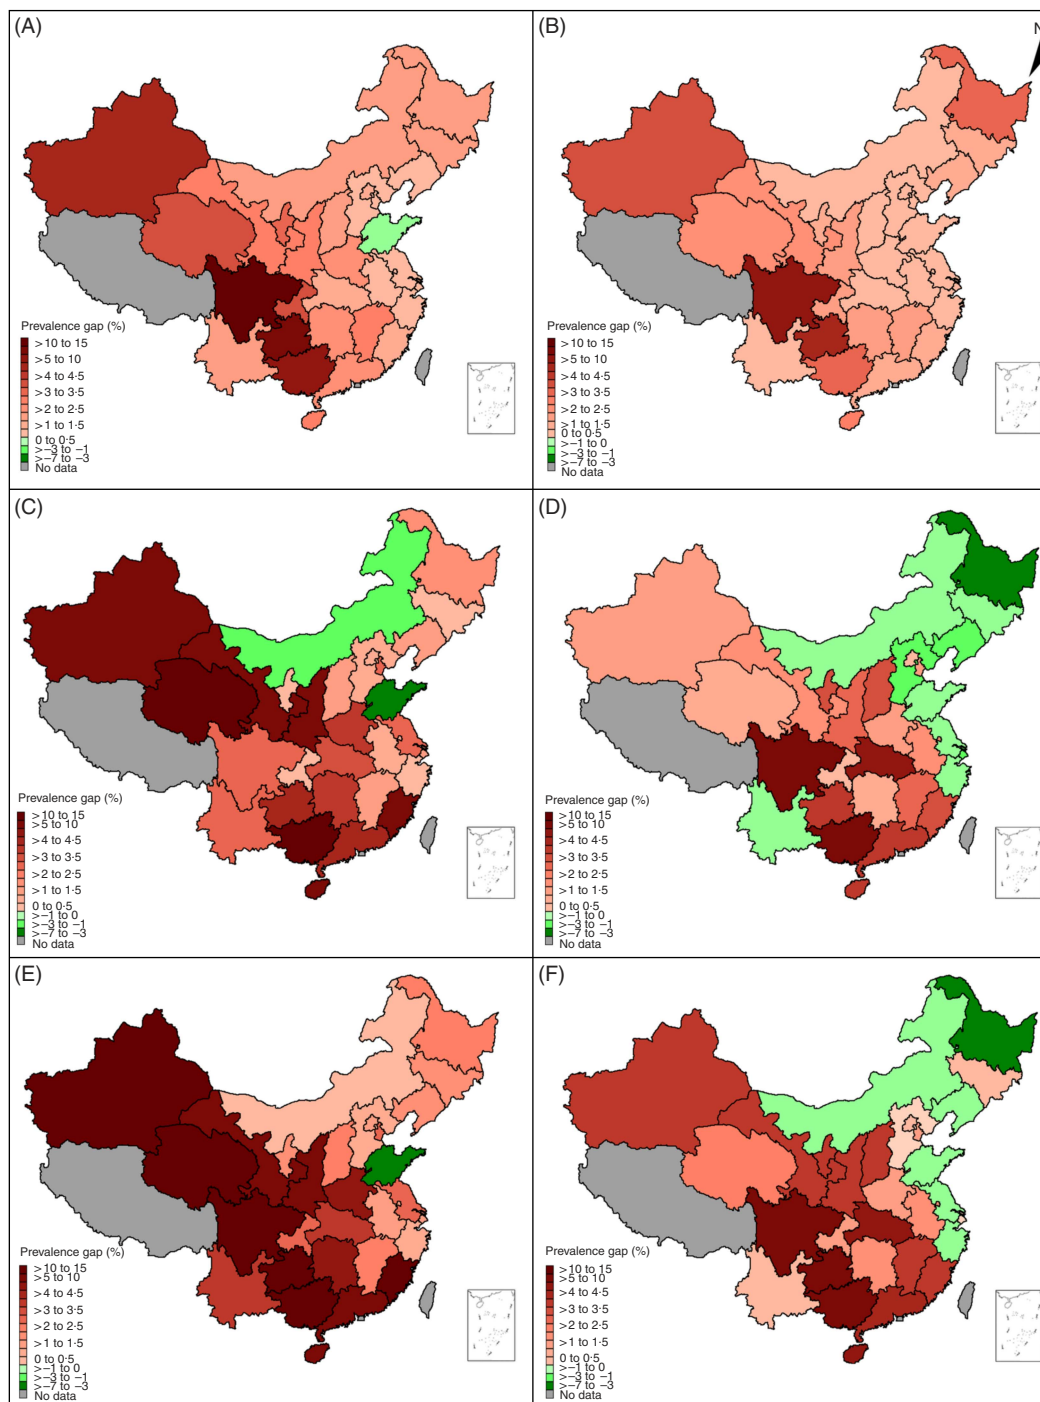 (A)
Prevalence gap (%)
>10 to 15
>5 to 10
>4 to 4·5
>3 to 3·5
>2 to 2·5
>1 to 1·5
0 to 0·5
>−3 to −1
>−7 to −3
No data
(B)
N
Prevalence gap (%)
>10 to 15
>5 to 10
>4 to 4·5
>3 to 3·5
>2 to 2·5
>1 to 1·5
0 to 0·5
>−1 to 0
>−3 to −1
>−7 to −3
No data
(C)
Prevalence gap (%)
>10 to 15
>5 to 10
>4 to 4·5
>3 to 3·5
>2 to 2·5
>1 to 1·5
0 to 0·5
>−1 to 0
>−3 to −1
>−7 to −3
No data
(D)
Prevalence gap (%)
>10 to 15
>5 to 10
>4 to 4·5
>3 to 3·5
>2 to 2·5
>1 to 1·5
0 to 0·5
>−1 to 0
>−3 to −1
>−7 to −3
No data
(E)
Prevalence gap (%)
>10 to 15
>5 to 10
>4 to 4·5
>3 to 3·5
>2 to 2·5
>1 to 1·5
0 to 0·5
>−1 to 0
>−3 to −1
>−7 to −3
No data
(F)
Prevalence gap (%)
>10 to 15
>5 to 10
>4 to 4·5
>3 to 3·5
>2 to 2·5
>1 to 1·5
0 to 0·5
>−1 to 0
>−3 to −1
>−7 to −3
No data